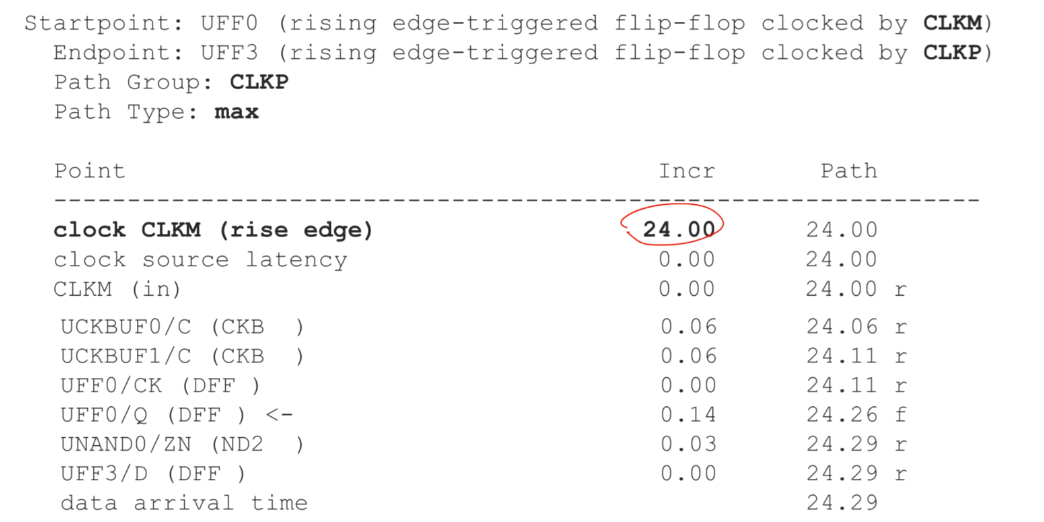 Startpoint: UFF0 (rising edge-triggered flip-flop clocked by CLKM)
Endpoint: UFF3 (rising edge-triggered flip-flop clocked by CLKP)
Path Group: CLKP
Path Type: max
Point Incr Path
----------------------------------------------------------------
clock CLKM (rise edge) 24.00 24.00
clock source latency 0.00 24.00
CLKM (in) 0.00 24.00 r
UCKBUF0/C (CKB ) 0.06 24.06 r
UCKBUF1/C (CKB ) 0.06 24.11 r
UFF0/CK (DFF ) 0.00 24.11 r
UFF0/Q (DFF ) <- 0.14 24.26 f
UNAND0/ZN (ND2 ) 0.03 24.29 r
UFF3/D (DFF ) 0.00 24.29 r
data arrival time 24.29